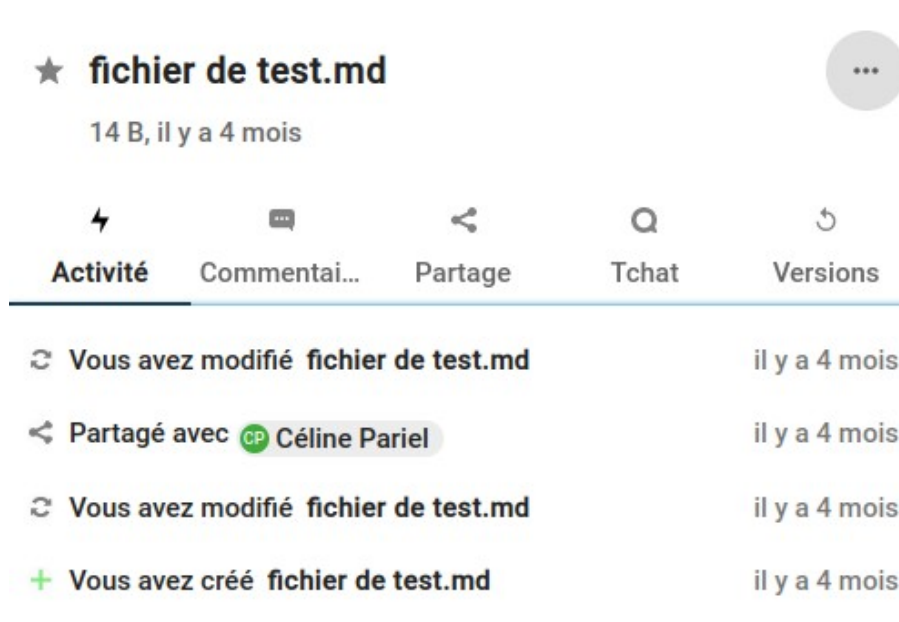 fichier de test.md
14 B, il y a 4 mois
Activité Commentai... Partage Tchat Versions
Vous avez modifié fichier de test.md il y a 4 mois
Partagé avec CP Céline Pariel il y a 4 mois
Vous avez modifié fichier de test.md il y a 4 mois
Vous avez créé fichier de test.md il y a 4 mois